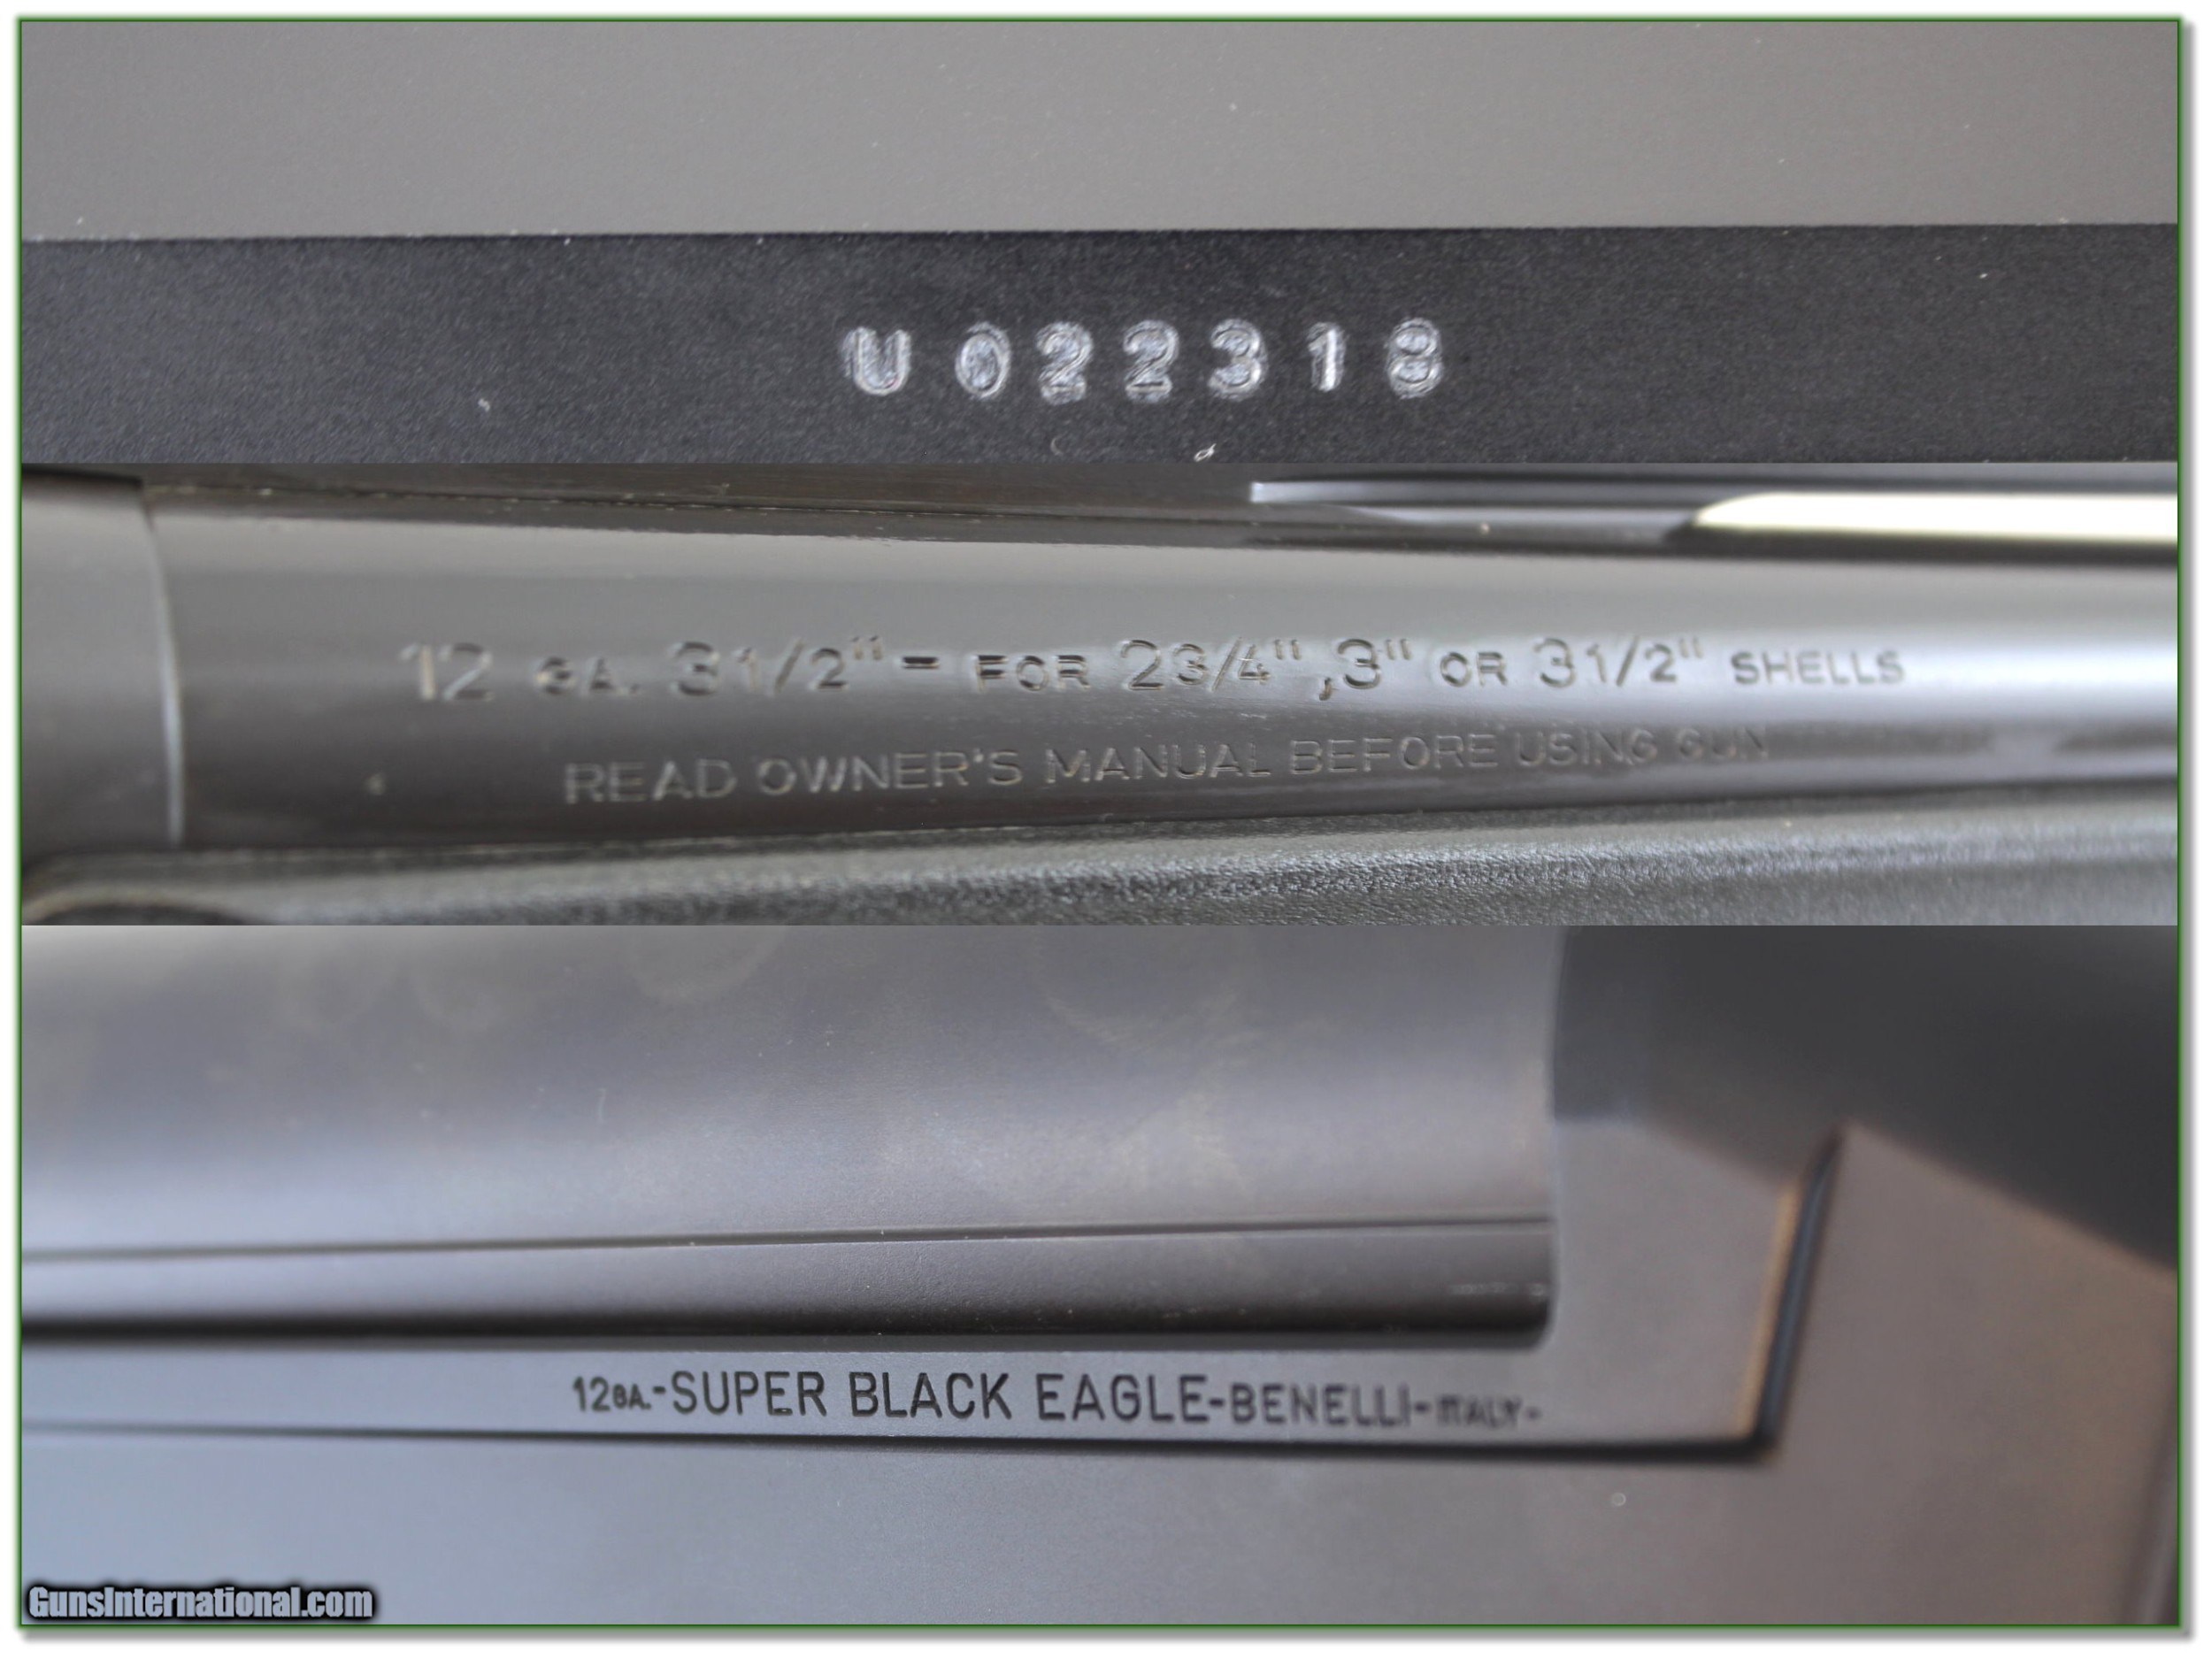 U022318
12 GA. 3 1/2" - FOR 2 3/4", 3" OR 3 1/2" SHELLS
READ OWNER'S MANUAL BEFORE USING GUN
12GA.-SUPER BLACK EAGLE-BENELLI-ITALY-
GunsInternational.com